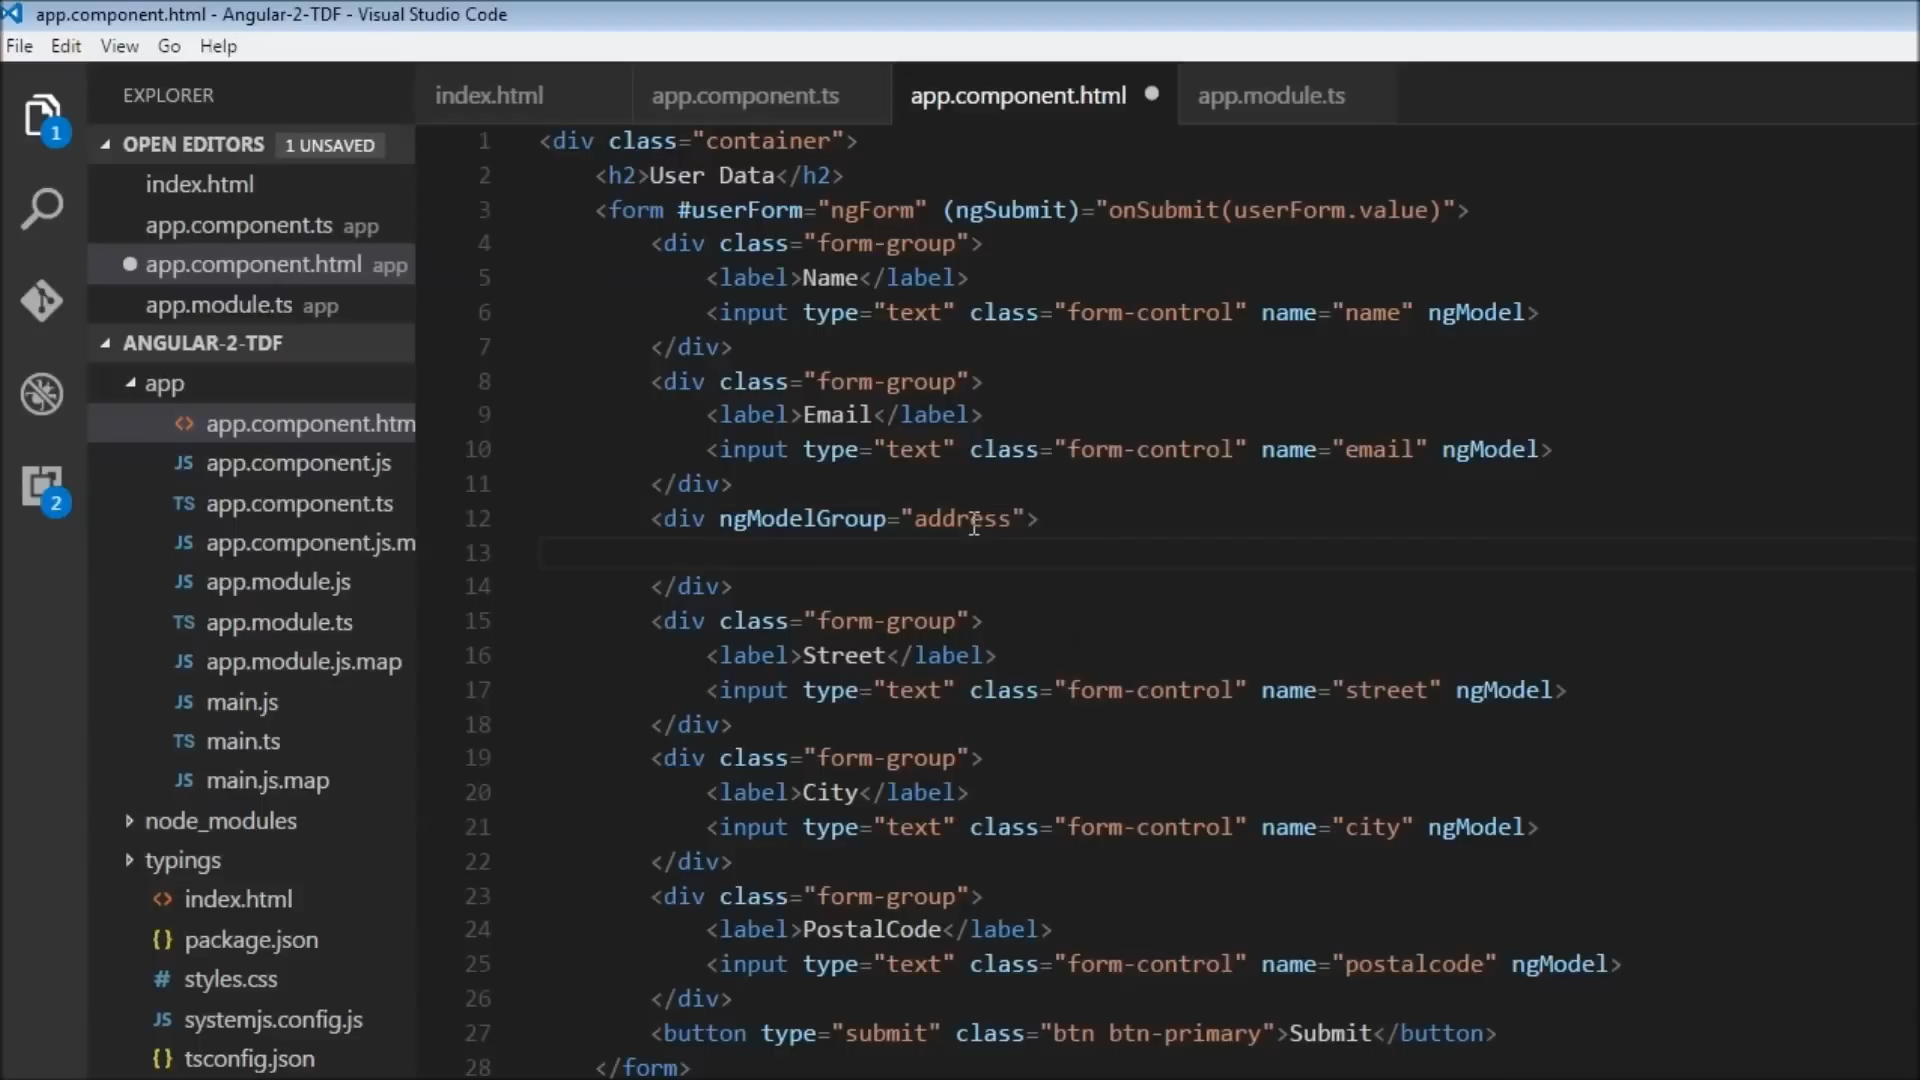 app.component.html - Angular-2-TDF - Visual Studio Code
File Edit View Go Help
EXPLORER
OPEN EDITORS 1 UNSAVED
index.html
app.component.ts app
app.component.html app
app.module.ts app
ANGULAR-2-TDF
app
<> app.component.htm
JS app.component.js
TS app.component.ts
JS app.component.js.m
JS app.module.js
TS app.module.ts
JS app.module.js.map
JS main.js
TS main.ts
JS main.js.map
node_modules
typings
<> index.html
{} package.json
# styles.css
JS systemjs.config.js
{} tsconfig.json
1
2
index.html app.component.ts app.component.html app.module.ts
1 <div class="container">
2 <h2>User Data</h2>
3 <form #userForm="ngForm" (ngSubmit)="onSubmit(userForm.value)">
4 <div class="form-group">
5 <label>Name</label>
6 <input type="text" class="form-control" name="name" ngModel>
7 </div>
8 <div class="form-group">
9 <label>Email</label>
10 <input type="text" class="form-control" name="email" ngModel>
11 </div>
12 <div ngModelGroup="address">
13
14 </div>
15 <div class="form-group">
16 <label>Street</label>
17 <input type="text" class="form-control" name="street" ngModel>
18 </div>
19 <div class="form-group">
20 <label>City</label>
21 <input type="text" class="form-control" name="city" ngModel>
22 </div>
23 <div class="form-group">
24 <label>PostalCode</label>
25 <input type="text" class="form-control" name="postalcode" ngModel>
26 </div>
27 <button type="submit" class="btn btn-primary">Submit</button>
28 </form>